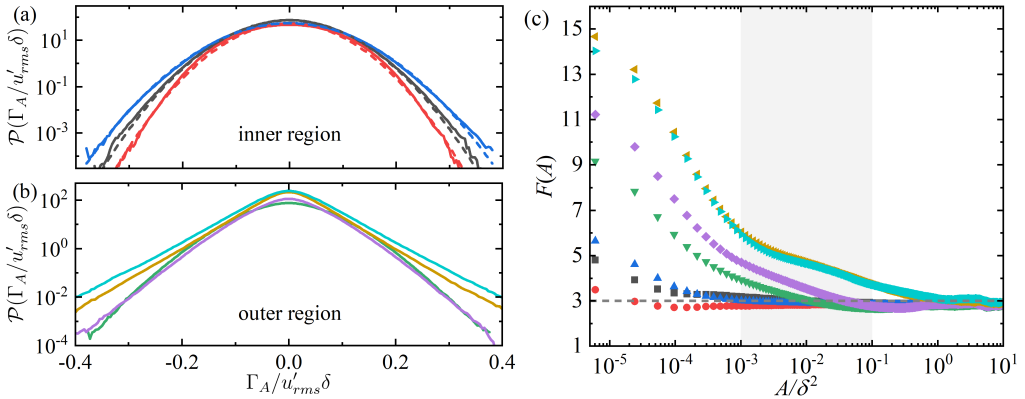 (a)
P(Γ_A/u′_rms δ)
10^1
10^-1
10^-3
inner region
(b)
P(Γ_A/u′_rms δ)
10^2
10^0
10^-2
10^-4
outer region
-0.4 -0.2 0.0 0.2 0.4
Γ_A/u′_rms δ
(c)
F(A)
15
13
11
9
7
5
3
1
10^-5 10^-4 10^-3 10^-2 10^-1 10^0 10^1
A/δ^2